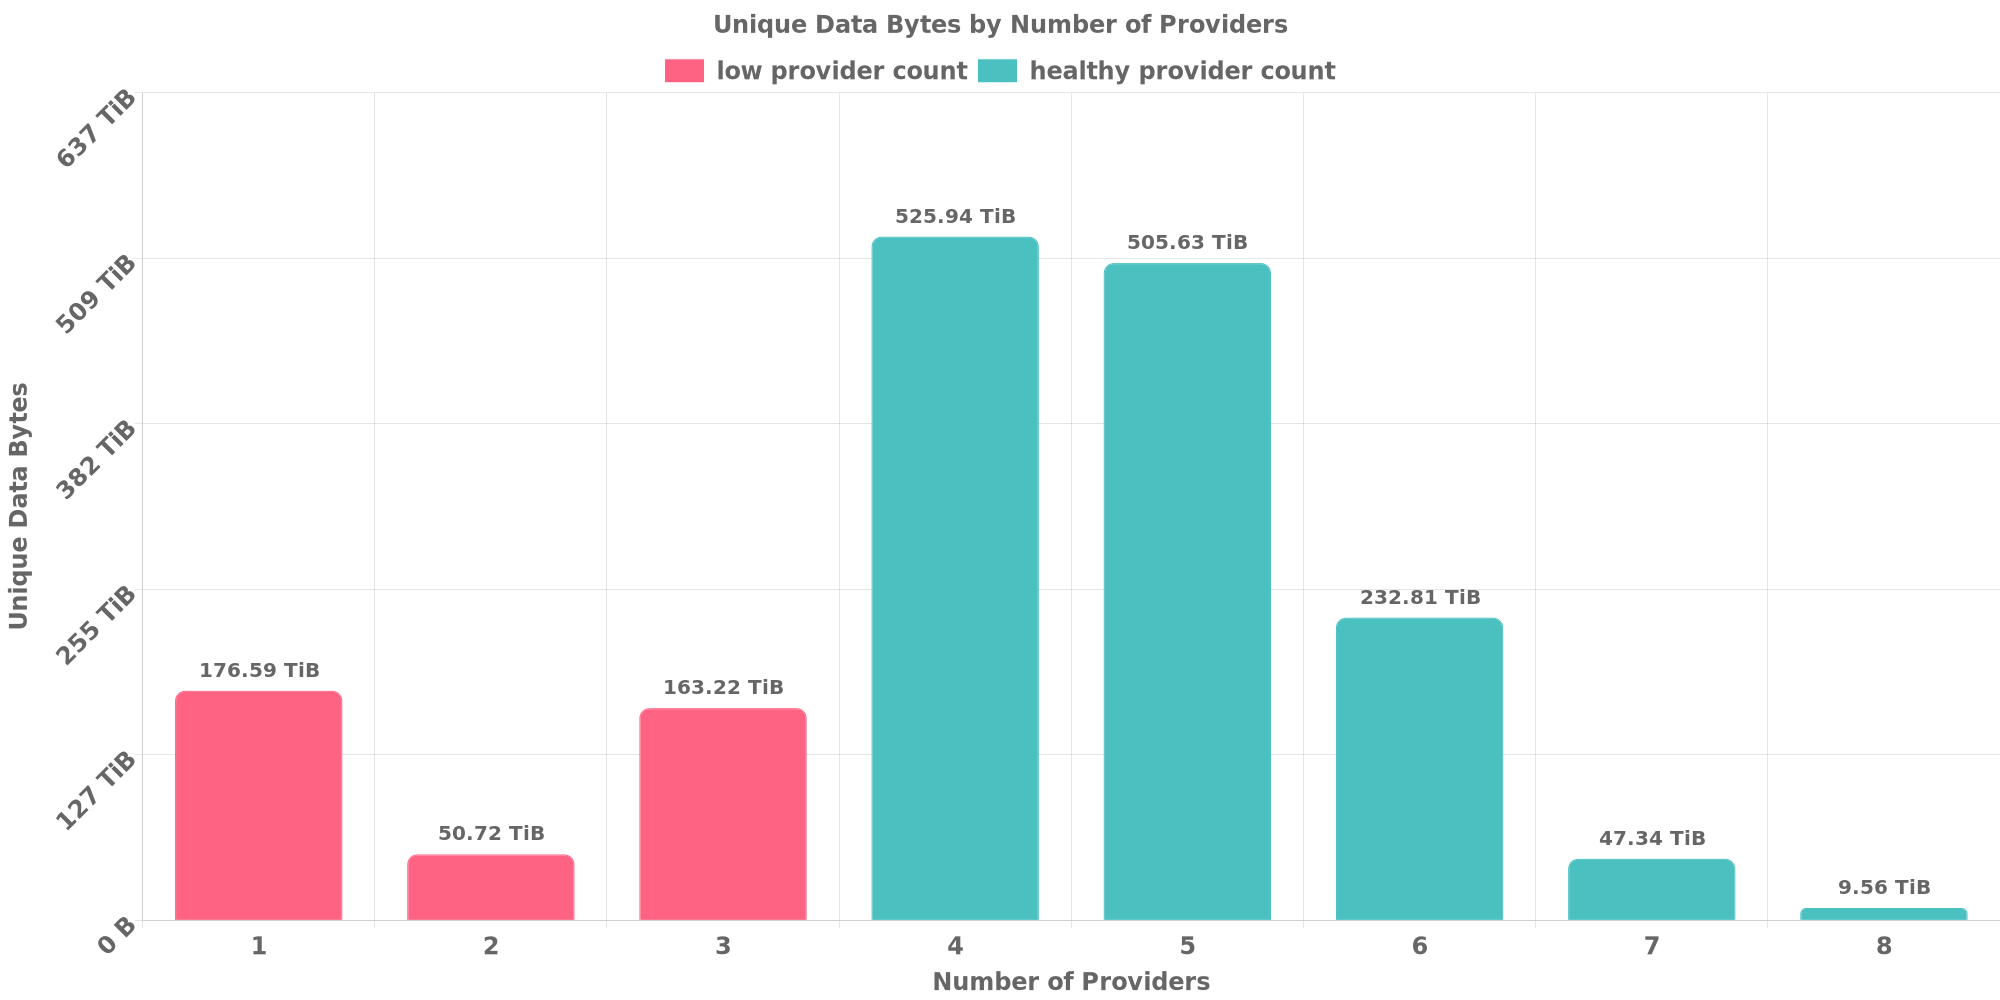 Unique Data Bytes by Number of Providers
low provider count healthy provider count
637 TiB
509 TiB
382 TiB
255 TiB
127 TiB
0 B
Unique Data Bytes
176.59 TiB
50.72 TiB
163.22 TiB
525.94 TiB
505.63 TiB
232.81 TiB
47.34 TiB
9.56 TiB
1 2 3 4 5 6 7 8
Number of Providers